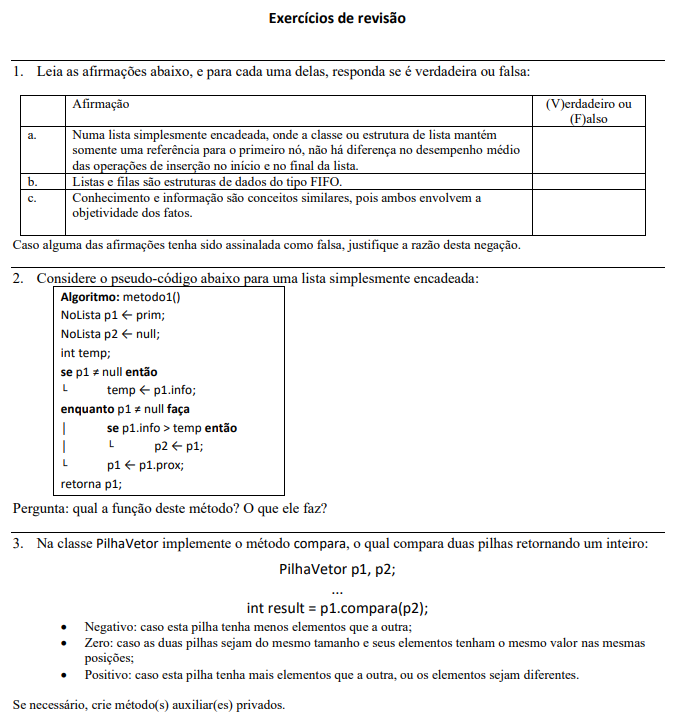 Exercícios de revisão
1. Leia as afirmações abaixo, e para cada uma delas, responda se é verdadeira ou falsa:
Afirmação
(V)erdadeiro ou
(F)also
a.
Numa lista simplesmente encadeada, onde a classe ou estrutura de lista mantém
somente uma referência para o primeiro nó, não há diferença no desempenho médio
das operações de inserção no início e no final da lista.
b.
Listas e filas são estruturas de dados do tipo FIFO.
c.
Conhecimento e informação são conceitos similares, pois ambos envolvem a
objetividade dos fatos.
Caso alguma das afirmações tenha sido assinalada como falsa, justifique a razão desta negação.
2. Considere o pseudo-código abaixo para uma lista simplesmente encadeada:
Algoritmo: metodo1()
NoLista p1 ← prim;
NoLista p2 ← null;
int temp;
se p1 ≠ null então
└ temp ← p1.info;
enquanto p1 ≠ null faça
| se p1.info > temp então
| └ p2 ← p1;
└ p1 ← p1.prox;
retorna p1;
Pergunta: qual a função deste método? O que ele faz?
3. Na classe PilhaVetor implemente o método compara, o qual compara duas pilhas retornando um inteiro:
PilhaVetor p1, p2;
...
int result = p1.compara(p2);
• Negativo: caso esta pilha tenha menos elementos que a outra;
• Zero: caso as duas pilhas sejam do mesmo tamanho e seus elementos tenham o mesmo valor nas mesmas
posições;
• Positivo: caso esta pilha tenha mais elementos que a outra, ou os elementos sejam diferentes.
Se necessário, crie método(s) auxiliar(es) privados.